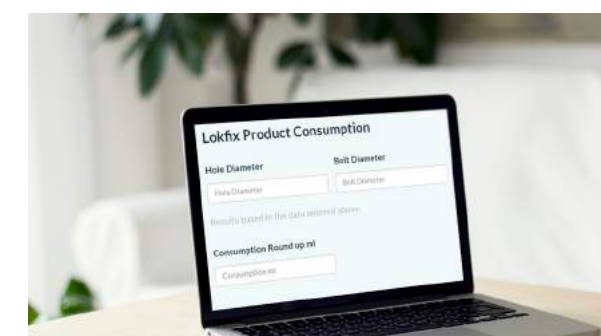 Lokfix Product Consumption
Hole Diameter Bolt Diameter
Hole Diameter Bolt Diameter
Results based in the data entered above.
Consumption Round up ml
Consumption ml